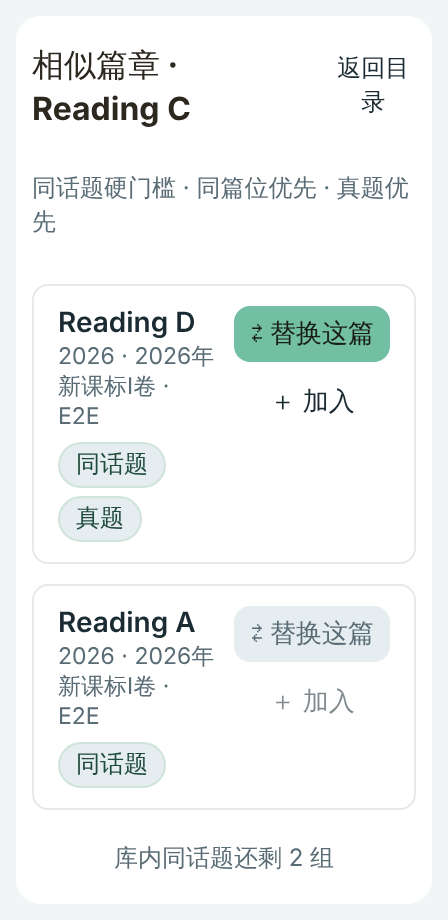 相似篇章 ·
Reading C
返回目
录
同话题硬门槛 · 同篇位优先 · 真题优
先
Reading D
2026 · 2026年
新课标I卷 ·
E2E
同话题
真题
⇄ 替换这篇
＋ 加入
Reading A
2026 · 2026年
新课标I卷 ·
E2E
同话题
⇄ 替换这篇
＋ 加入
库内同话题还剩 2 组